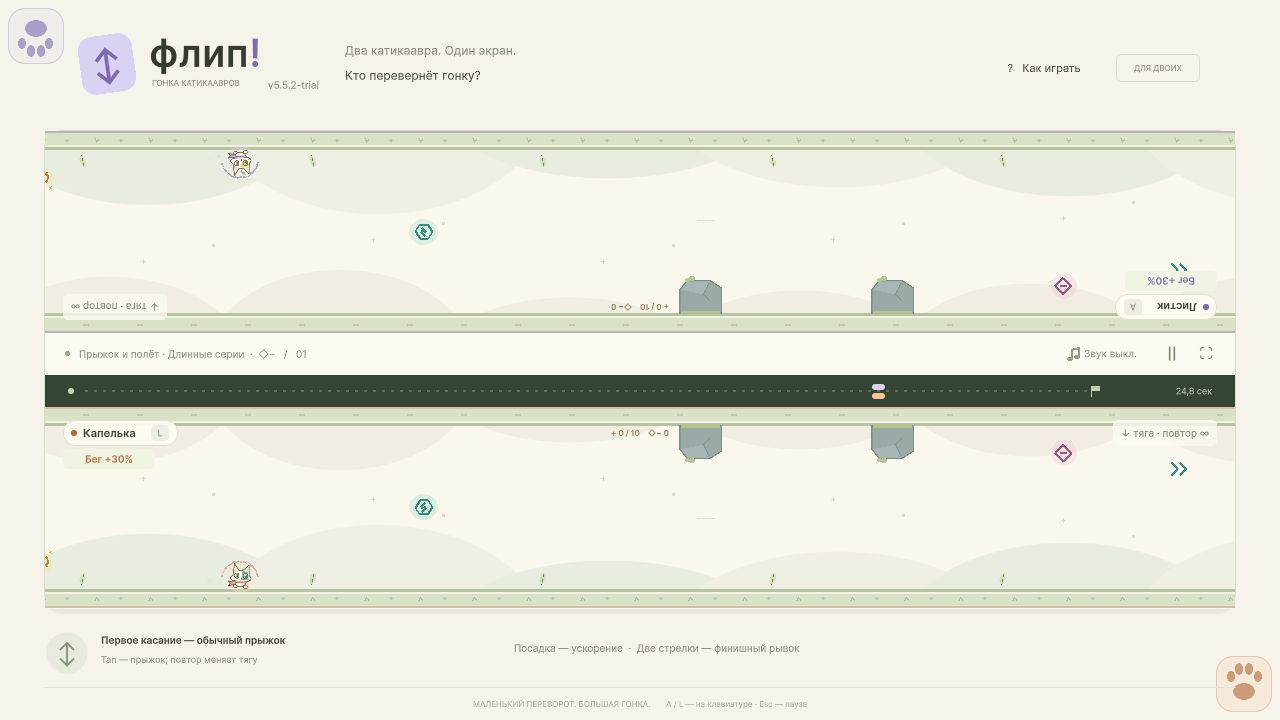 флип!
ГОНКА КАТИКААВРОВ
v5.5.2-trial
Два катикаавра. Один экран.
Кто перевернёт гонку?
? Как играть
ДЛЯ ДВОИХ
Бег +30%
↑ тяга · повтор ∞
+ 0 / 10 ◇− 0
Листик A
Прыжок и полёт · Длинные серии · ◇− / 01
Звук выкл.
24,8 сек
Капелька L
+ 0 / 10 ◇− 0
↓ тяга · повтор ∞
Бег +30%
Первое касание — обычный прыжок
Тап — прыжок; повтор меняет тягу
Посадка — ускорение · Две стрелки — финишный рывок
МАЛЕНЬКИЙ ПЕРЕВОРОТ. БОЛЬШАЯ ГОНКА.
A / L — на клавиатуре · Esc — пауза